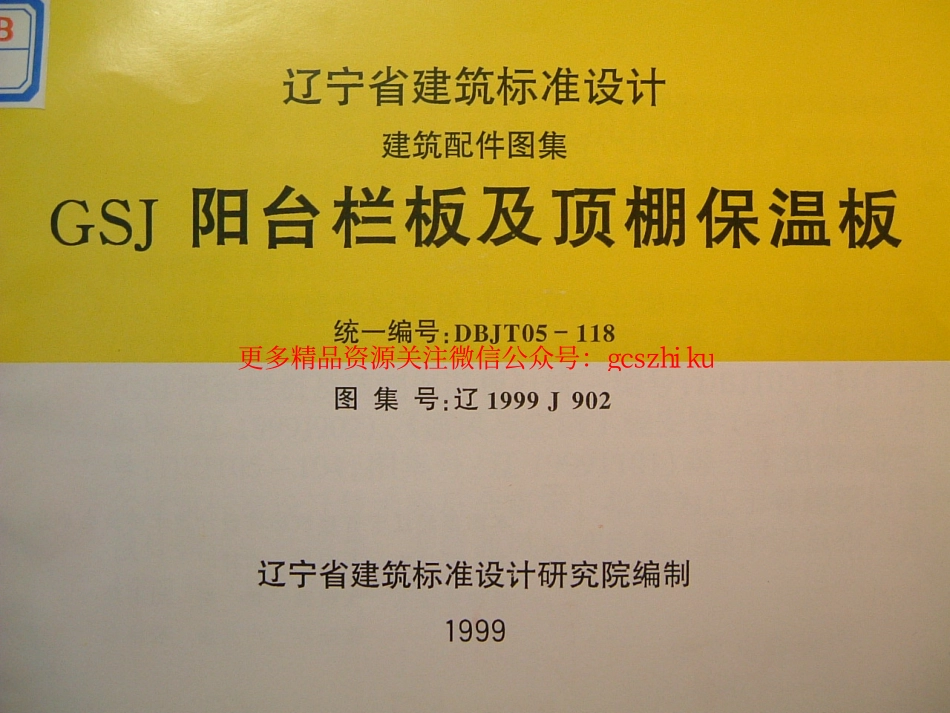 B
辽宁省建筑标准设计
建筑配件图集
GSJ 阳台栏板及顶棚保温板
统一编号:DBJT05-118
更多精品资源关注微信公众号：gcszhiku
图 集 号:辽 1999 J 902
辽宁省建筑标准设计研究院编制
1999